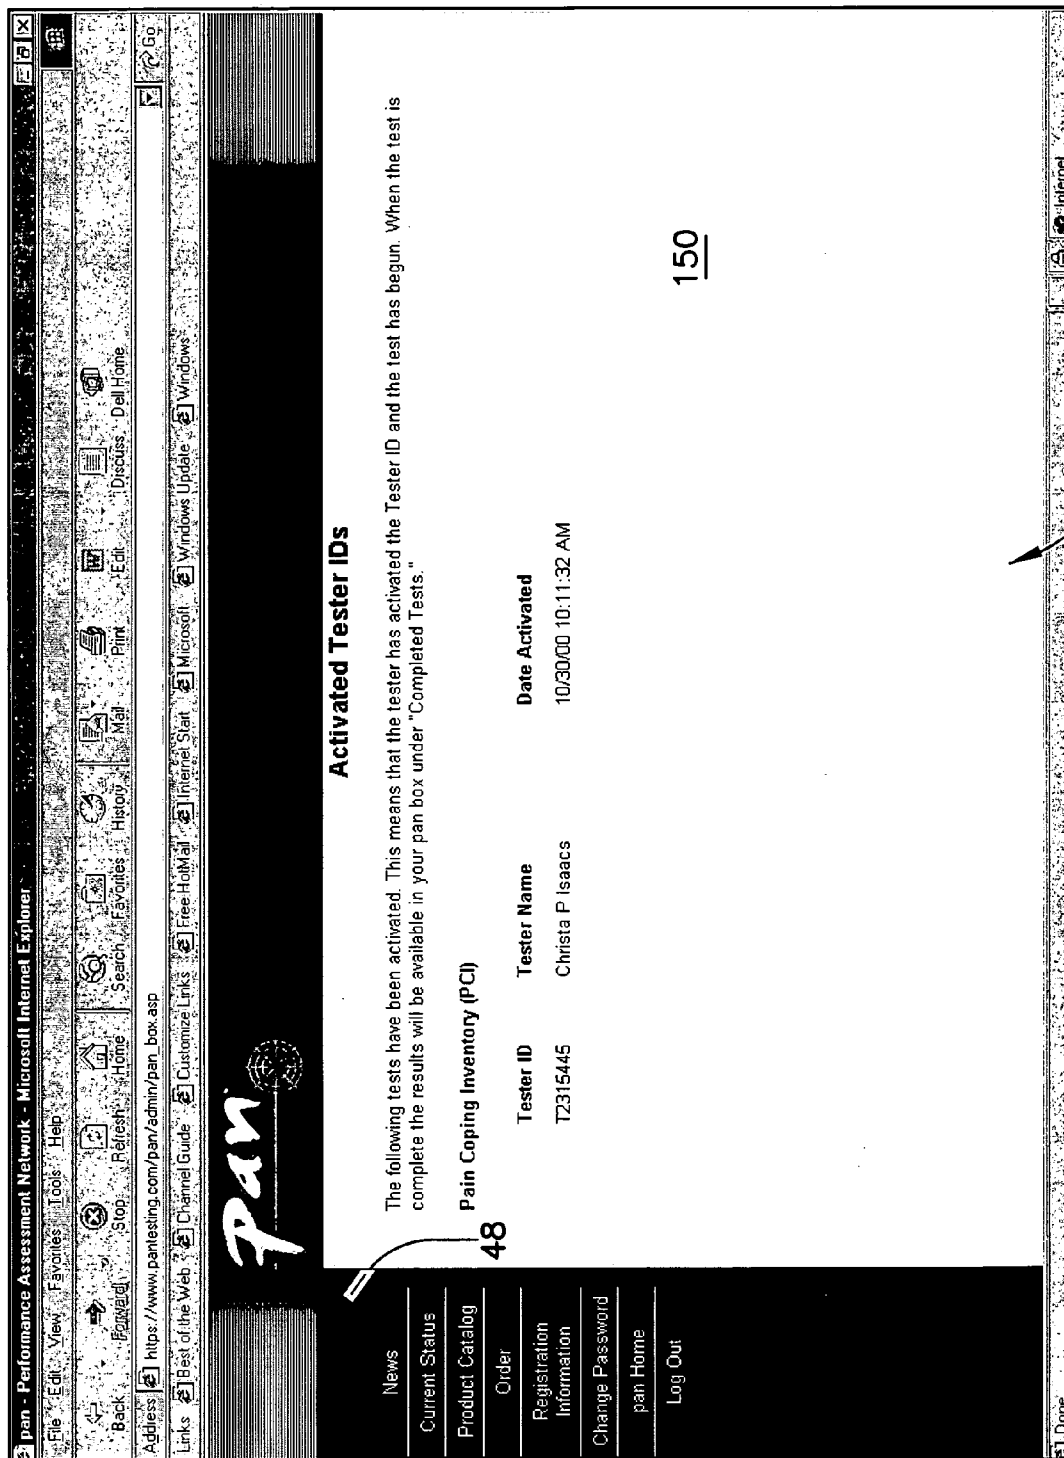 pan - Performance Assessment Network - Microsoft Internet Explorer
File Edit View Favorites Tools Help
Back Forward Stop Refresh Home Search Favorites History Mail Print Edit Discuss Dell Home
Address https://www.pantesting.com/pan/admin/pan_box.asp Go
Links Best of the Web Channel Guide Customize Links Free HotMail Internet Start Microsoft Windows Update Windows
Pan
News
Current Status
Product Catalog
Order
Registration
Information
Change Password
pan Home
Log Out
48
Activated Tester IDs
The following tests have been activated. This means that the tester has activated the Tester ID and the test has begun. When the test is
complete the results will be available in your pan box under "Completed Tests."
Pain Coping Inventory (PCI)
Tester ID Tester Name Date Activated
T2315445 Christa P Isaacs 10/30/00 10:11:32 AM
150
Done Internet